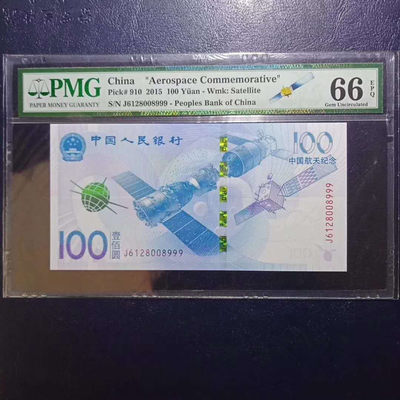 PMG
PAPER MONEY GUARANTY
China "Aerospace Commemorative"
Pick# 910 2015 100 Yüan - Wmk: Satellite
S/N J6128008999 - Peoples Bank of China
66 EPQ
Gem Uncirculated
中国人民银行
100
中国航天纪念
J6128008999
100 壹佰圆 J6128008999